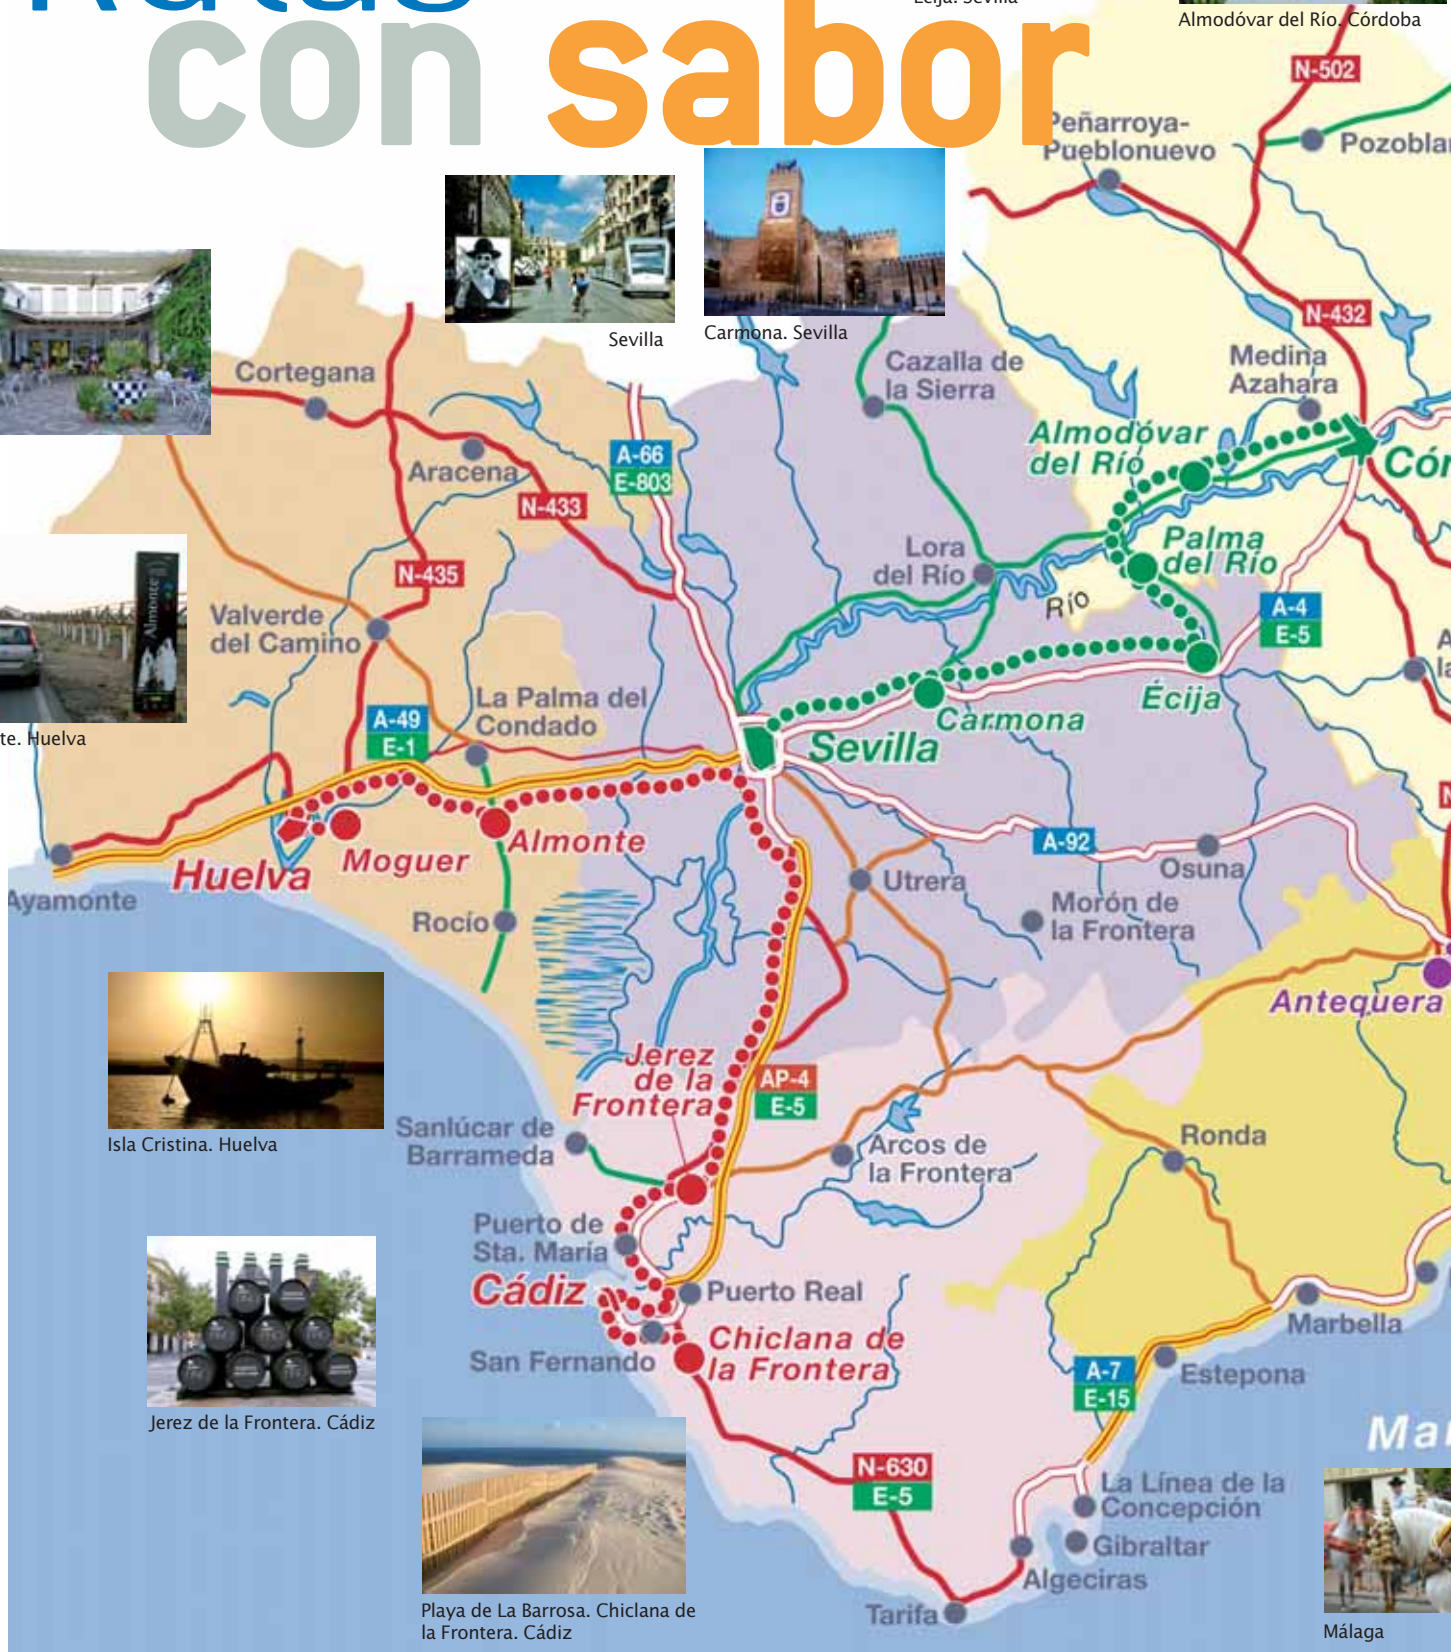 Rutas
con sabor
Écija. Sevilla
Almodóvar del Río. Córdoba
N-502
Peñarroya-
Pueblonuevo
Sevilla
Carmona. Sevilla
N-432
Cortegana
Cazalla de
la Sierra
Medina
Azahara
Aracena
A-66
E-803
N-433
Almodóvar
del Río
N-435
Lora
del Río
Palma
del Río
Río
Almonte
Valverde
del Camino
A-4
E-5
La Palma del
Condado
A-49
E-1
te. Huelva
Carmona
Écija
Sevilla
Huelva
Moguer
Almonte
A-92
Osuna
Ayamonte
Rocío
Utrera
Morón de
la Frontera
Antequera
Jerez
de la
Frontera
AP-4
E-5
Isla Cristina. Huelva
Sanlúcar de
Barrameda
Arcos de
la Frontera
Ronda
Puerto de
Sta. María
Cádiz
Puerto Real
San Fernando
Chiclana de
la Frontera
Marbella
Estepona
A-7
E-15
Jerez de la Frontera. Cádiz
N-630
E-5
La Línea de la
Concepción
Gibraltar
Algeciras
Tarifa
Playa de La Barrosa. Chiclana de
la Frontera. Cádiz
Málaga